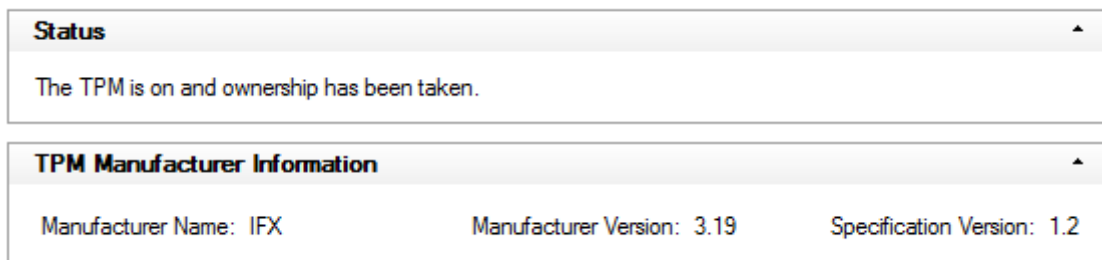 Status
The TPM is on and ownership has been taken.
TPM Manufacturer Information
Manufacturer Name: IFX Manufacturer Version: 3.19 Specification Version: 1.2